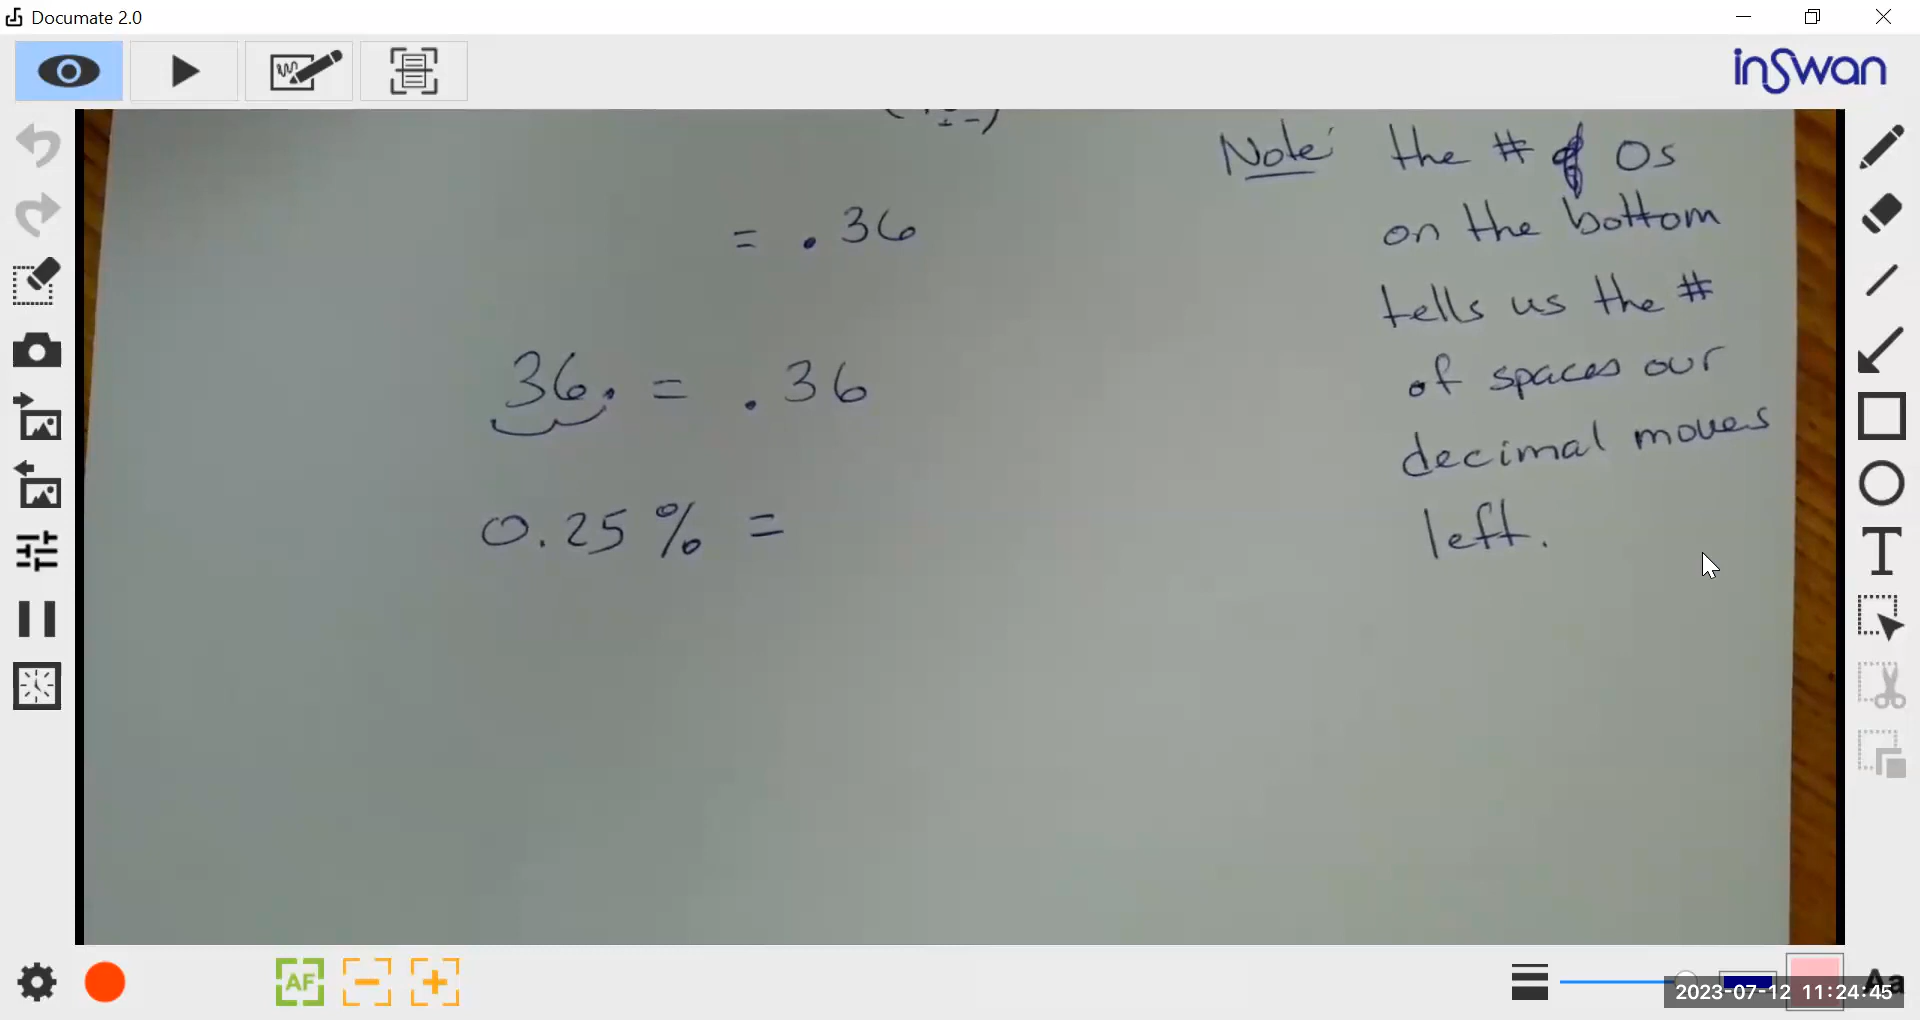 Documate 2.0
inSwan
Note: the # of 0s
= .36
on the bottom
tells us the #
36. = .36
of spaces our
decimal moves
0.25 % =
left.
AF
2023-07-12 11:24:45